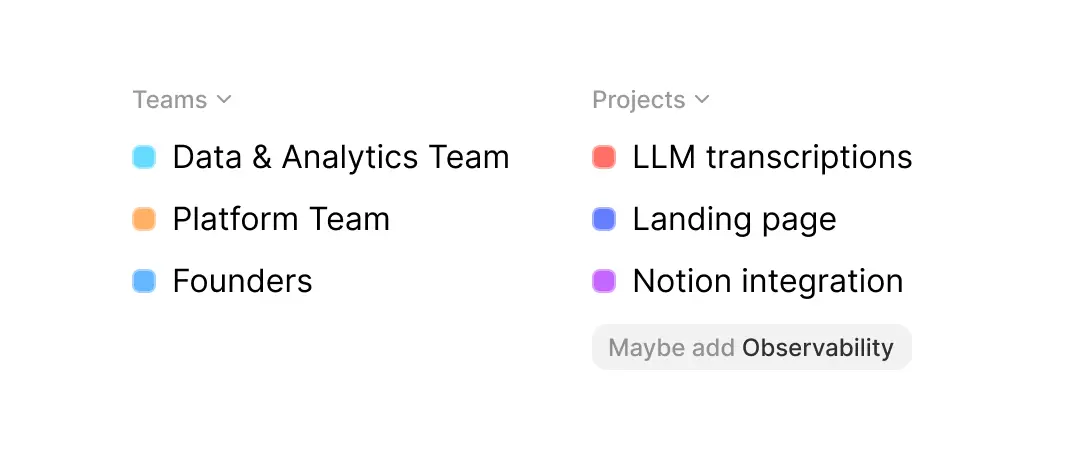 Teams
Data & Analytics Team
Platform Team
Founders
Projects
LLM transcriptions
Landing page
Notion integration
Maybe add Observability